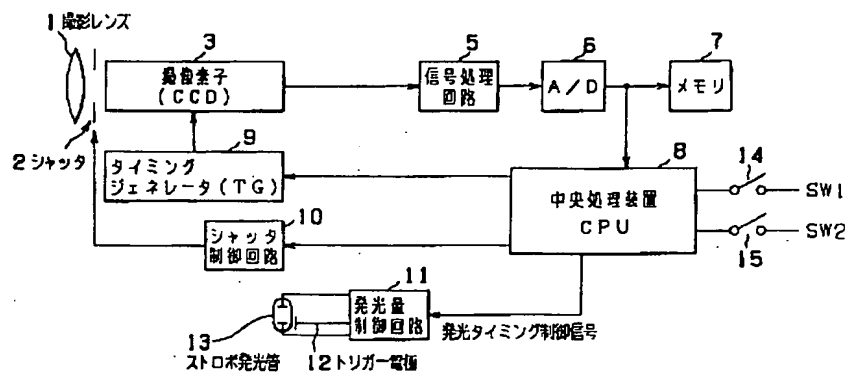 1 撮影レンズ
3
撮像素子
(CCD)
5
信号処理
回路
6
A/D
7
メモリ
2 シャッタ
9
タイミング
ジェネレータ(TG)
8
中央処理装置
CPU
14
SW1
SW2
15
10
シャッタ
制御回路
11
発光量
制御回路
発光タイミング制御信号
13
ストロボ発光管
12 トリガー電極